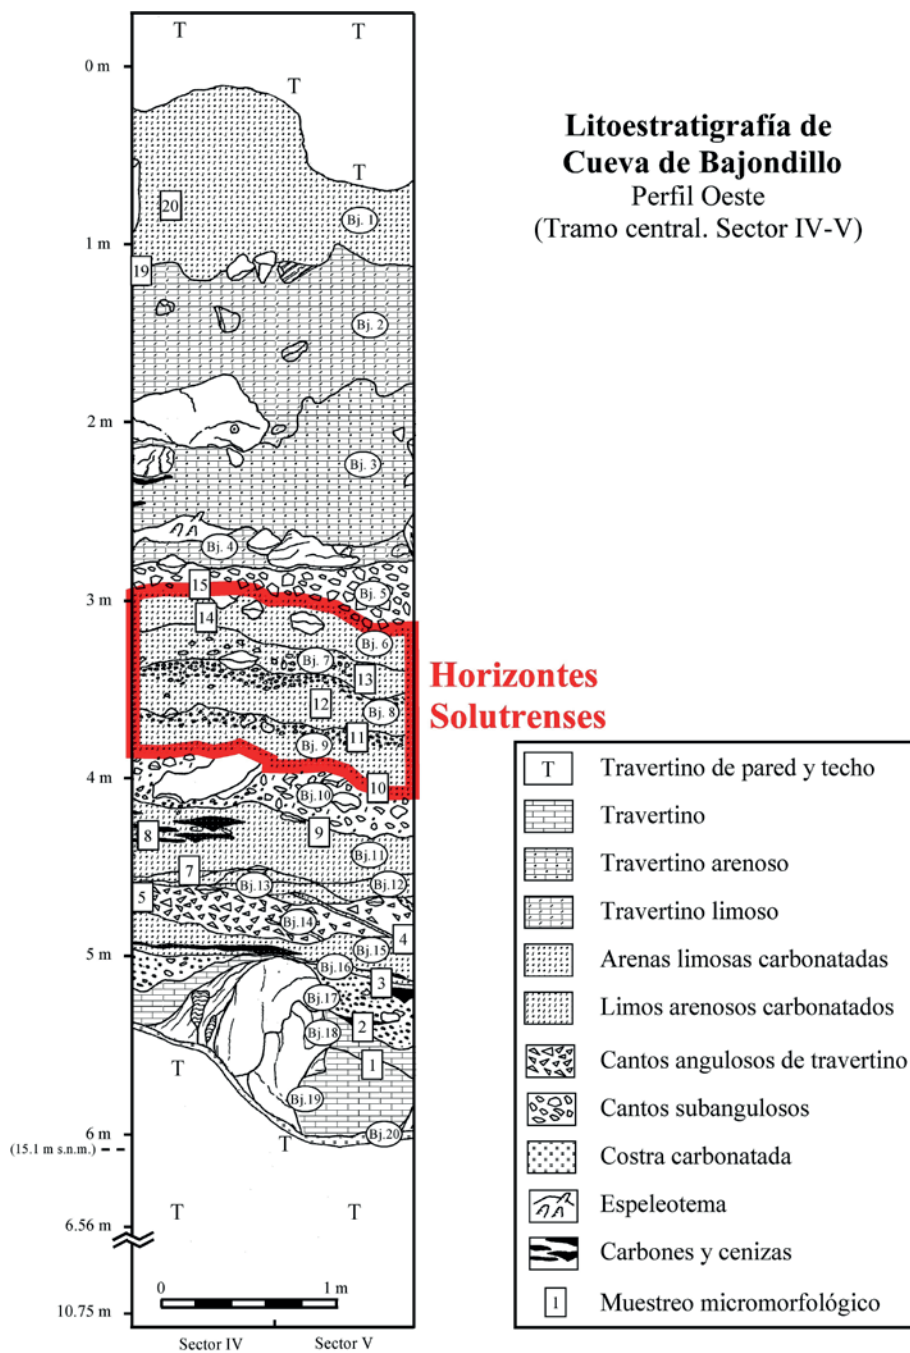 T
T
0 m
T
Litoestratigrafía de
Cueva de Bajondillo
Perfil Oeste
(Tramo central. Sector IV-V)
T
20
Bj. 1
1 m
19
Bj. 2
2 m
Bj. 3
Bj. 4
15
Bj. 5
3 m
14
Bj. 6
Bj. 7
13
Horizontes
Solutrenses
12
Bj. 8
11
Bj. 9
4 m
10
Bj.10
8
9
Bj.11
7
Bj.13
Bj.12
5
Bj.14
4
Bj.15
5 m
Bj.16
3
Bj.17
2
Bj.18
1
T
Bj.19
6 m
Bj.20
(15.1 m s.n.m.)
T
T
T
6.56 m
0
1 m
10.75 m
Sector IV
Sector V
T
Travertino de pared y techo
Travertino
Travertino arenoso
Travertino limoso
Arenas limosas carbonatadas
Limos arenosos carbonatados
Cantos angulosos de travertino
Cantos subangulosos
Costra carbonatada
Espeleotema
Carbones y cenizas
1
Muestreo micromorfológico